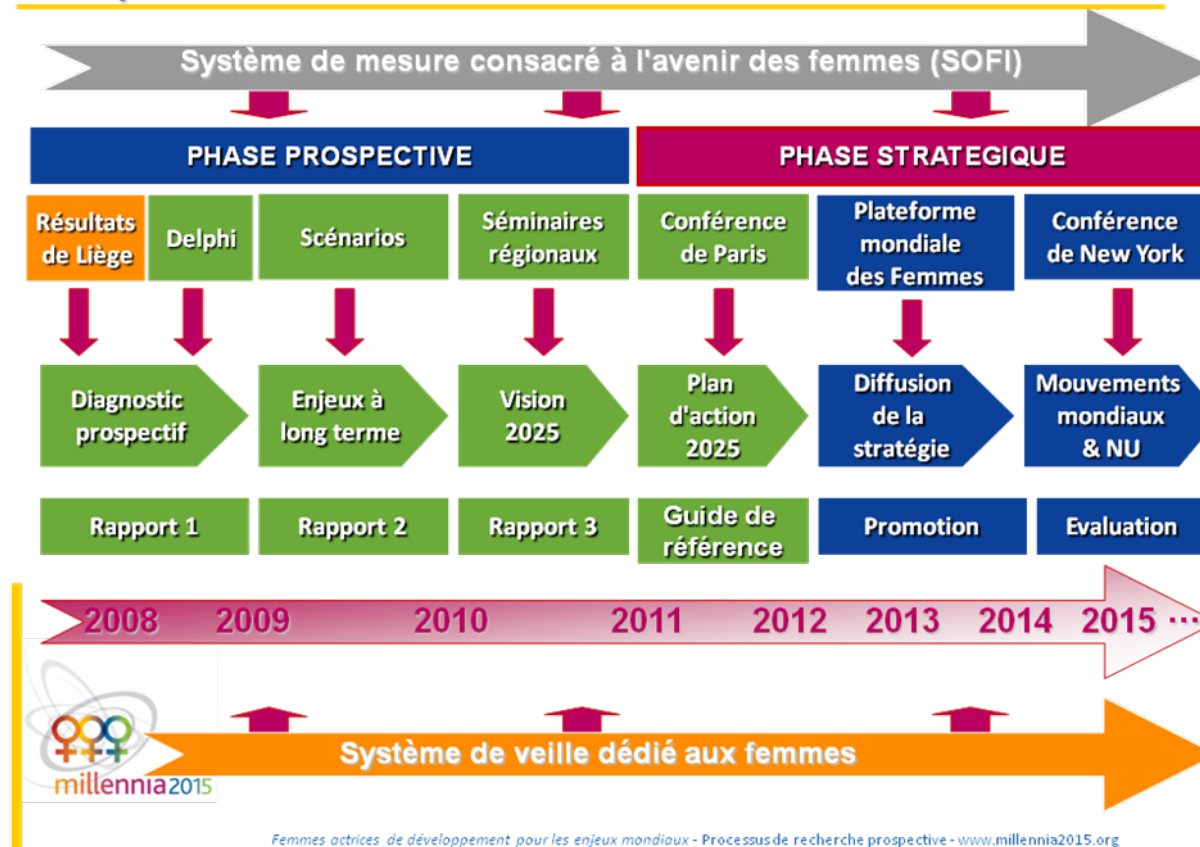 Système de mesure consacré à l'avenir des femmes (SOFI)
PHASE PROSPECTIVE
PHASE STRATEGIQUE
Résultats
de Liège
Delphi
Scénarios
Séminaires
régionaux
Conférence
de Paris
Plateforme
mondiale
des Femmes
Conférence
de New York
Diagnostic
prospectif
Enjeux à
long terme
Vision
2025
Plan
d'action
2025
Diffusion
de la
stratégie
Mouvements
mondiaux
& NU
Rapport 1
Rapport 2
Rapport 3
Guide de
référence
Promotion
Evaluation
2008 2009 2010 2011 2012 2013 2014 2015 ...
millennia2015
Système de veille dédié aux femmes
Femmes actrices de développement pour les enjeux mondiaux - Processus de recherche prospective - www.millennia2015.org